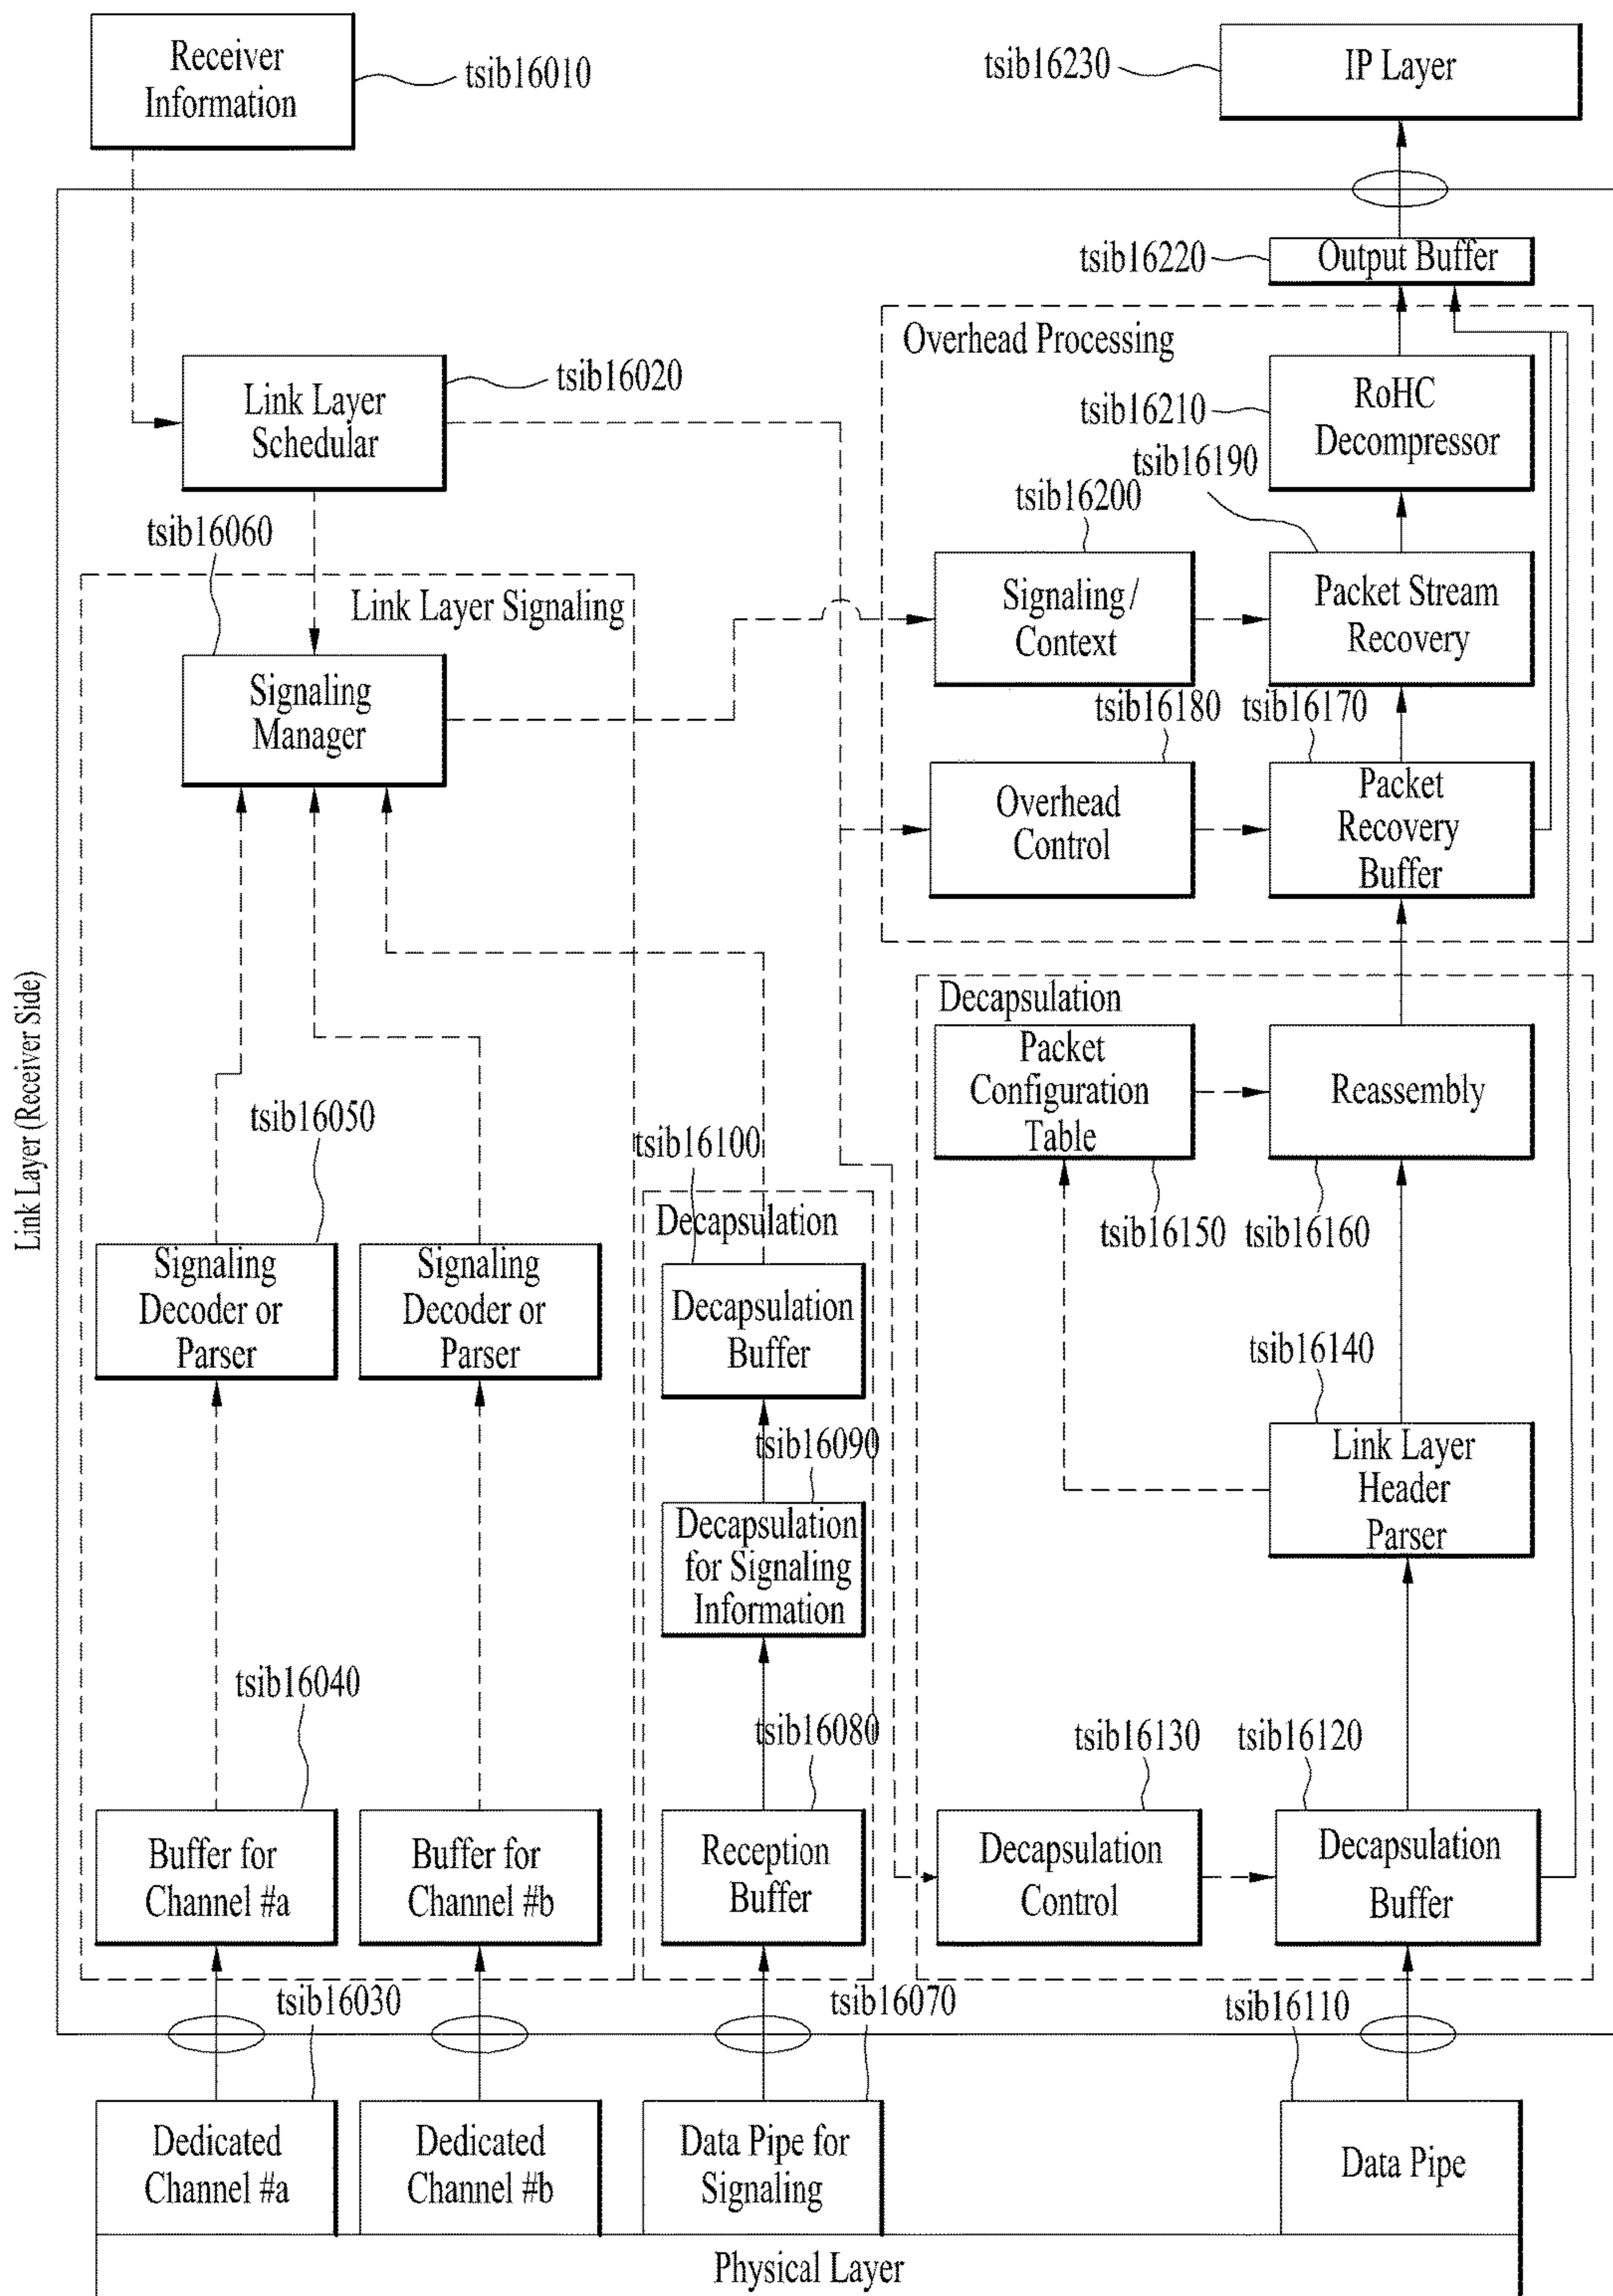 Receiver
Information
tsib16010
tsib16230
IP Layer
tsib16220
Output Buffer
Overhead Processing
Link Layer
Schedular
tsib16020
tsib16210
RoHC
Decompressor
tsib16190
tsib16200
tsib16060
Link Layer Signaling
Signaling/
Context
Packet Stream
Recovery
Signaling
Manager
tsib16180
tsib16170
Overhead
Control
Packet
Recovery
Buffer
Link Layer (Receiver Side)
Decapsulation
Packet
Configuration
Table
Reassembly
tsib16050
tsib16100
tsib16150
tsib16160
Decapsulation
Signaling
Decoder or
Parser
Signaling
Decoder or
Parser
Decapsulation
Buffer
tsib16140
tsib16090
Link Layer
Header
Parser
Decapsulation
for Signaling
Information
tsib16040
tsib16080
tsib16130
tsib16120
Buffer for
Channel #a
Buffer for
Channel #b
Reception
Buffer
Decapsulation
Control
Decapsulation
Buffer
tsib16030
tsib16070
tsib16110
Dedicated
Channel #a
Dedicated
Channel #b
Data Pipe for
Signaling
Data Pipe
Physical Layer